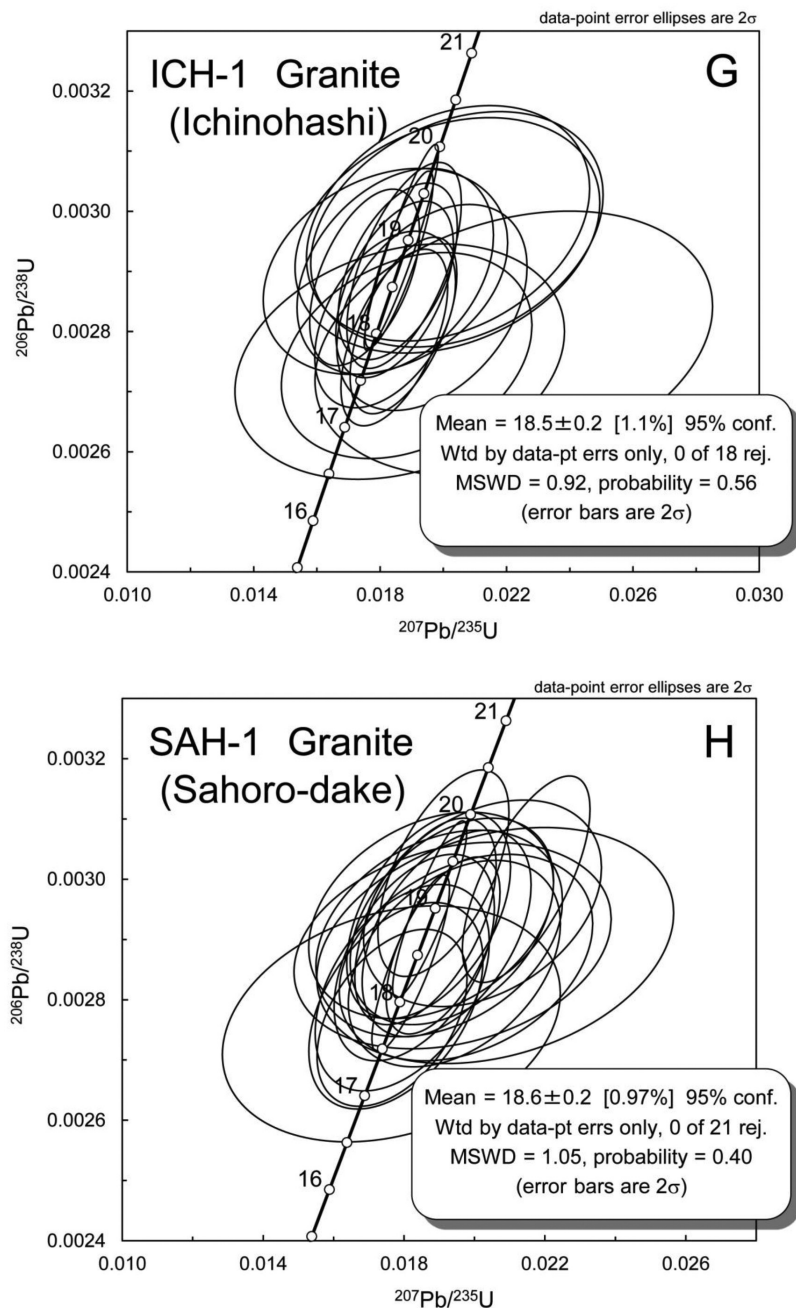 data-point error ellipses are 2σ
ICH-1 Granite
(Ichinohashi)
G
21
20
19
18
17
16
0.0032
0.0030
0.0028
0.0026
0.0024
²⁰⁶Pb/²³⁸U
Mean = 18.5±0.2 [1.1%] 95% conf.
Wtd by data-pt errs only, 0 of 18 rej.
MSWD = 0.92, probability = 0.56
(error bars are 2σ)
0.010 0.014 0.018 0.022 0.026 0.030
²⁰⁷Pb/²³⁵U
data-point error ellipses are 2σ
SAH-1 Granite
(Sahoro-dake)
H
21
20
19
18
17
16
0.0032
0.0030
0.0028
0.0026
0.0024
²⁰⁶Pb/²³⁸U
Mean = 18.6±0.2 [0.97%] 95% conf.
Wtd by data-pt errs only, 0 of 21 rej.
MSWD = 1.05, probability = 0.40
(error bars are 2σ)
0.010 0.014 0.018 0.022 0.026
²⁰⁷Pb/²³⁵U